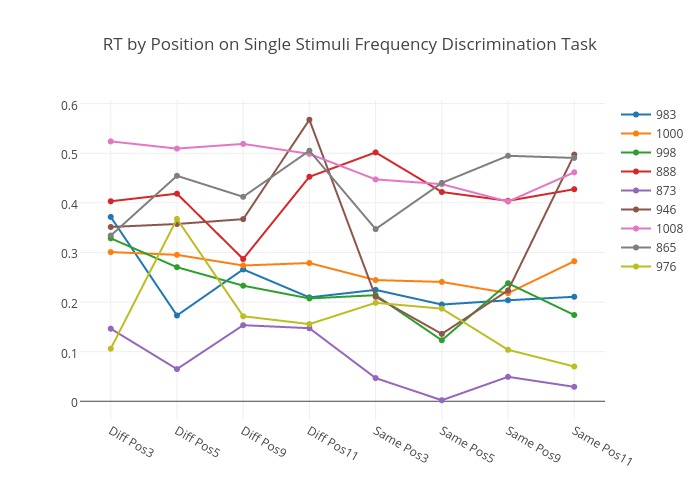 RT by Position on Single Stimuli Frequency Discrimination Task
0.6
0.5
0.4
0.3
0.2
0.1
0
Diff Pos3
Diff Pos5
Diff Pos9
Diff Pos11
Same Pos3
Same Pos5
Same Pos9
Same Pos11
983
1000
998
888
873
946
1008
865
976